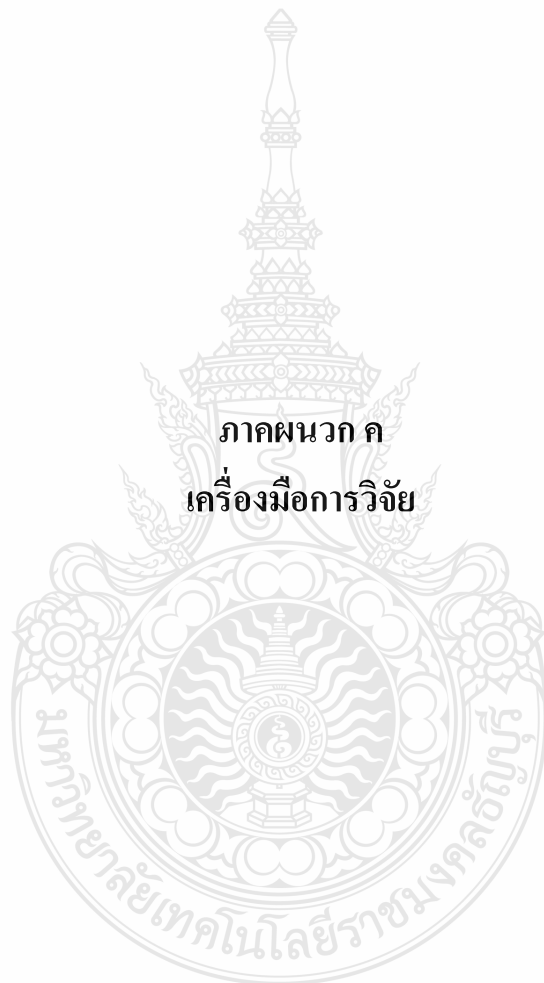 ภาคผนวก ค
เครื่องมือการวิจัย
มหาวิทยาลัยเทคโนโลยีราชมงคลธัญบุรี